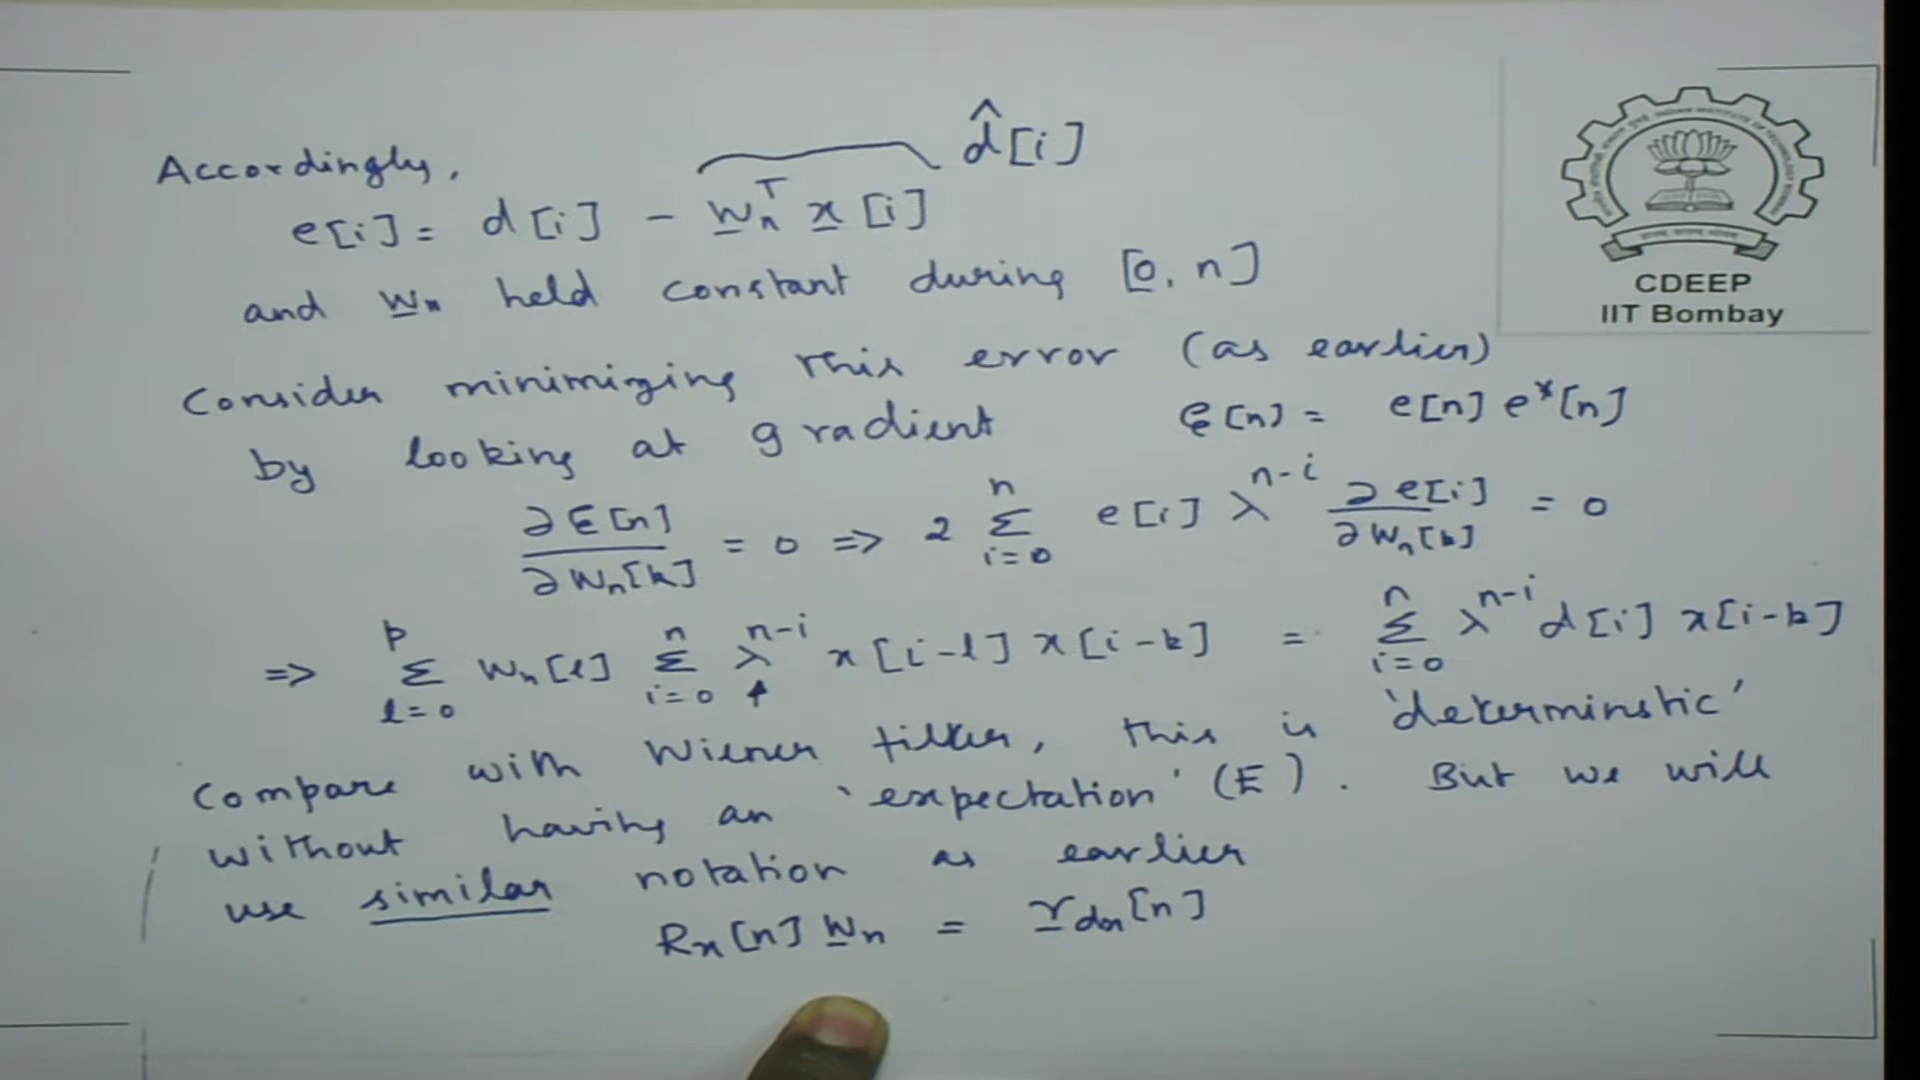 Accordingly,
d̂[i]
e[i] = d[i] - w_n^T x[i]
and w_n held constant during [0, n]
Consider minimizing this error (as earlier)
by looking at gradient ξ[n] = e[n] e*[n]
∂ξ[n]/∂w_n[k] = 0 => 2 Σ_{i=0}^{n} e[i] λ^{n-i} ∂e[i]/∂w_n[k] = 0
=> Σ_{l=0}^{p} w_n[l] Σ_{i=0}^{n} λ^{n-i} x[i-l] x[i-k] = Σ_{i=0}^{n} λ^{n-i} d[i] x[i-k]
Compare with Wiener filter, this is 'determinstic'
without having an 'expectation' (E). But we will
use similar notation as earlier
R_x[n] w_n = r_dx[n]
CDEEP
IIT Bombay